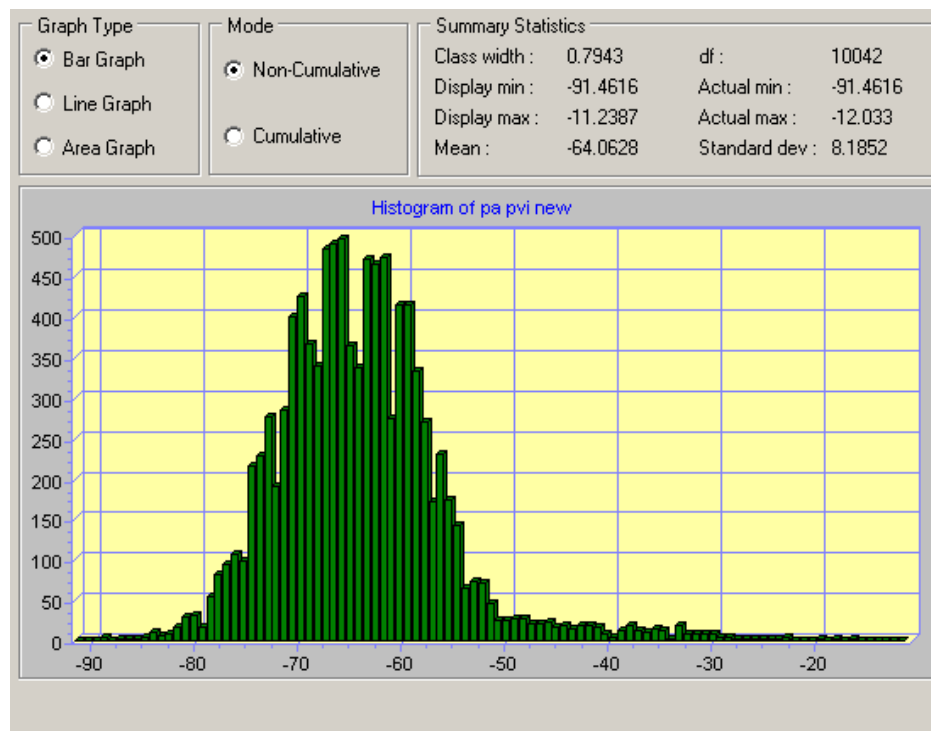 Graph Type
Bar Graph
Line Graph
Area Graph
Mode
Non-Cumulative
Cumulative
Summary Statistics
Class width : 0.7943 df : 10042
Display min : -91.4616 Actual min : -91.4616
Display max : -11.2387 Actual max : -12.033
Mean : -64.0628 Standard dev : 8.1852
Histogram of pa pvi new
500
450
400
350
300
250
200
150
100
50
0
-90 -80 -70 -60 -50 -40 -30 -20